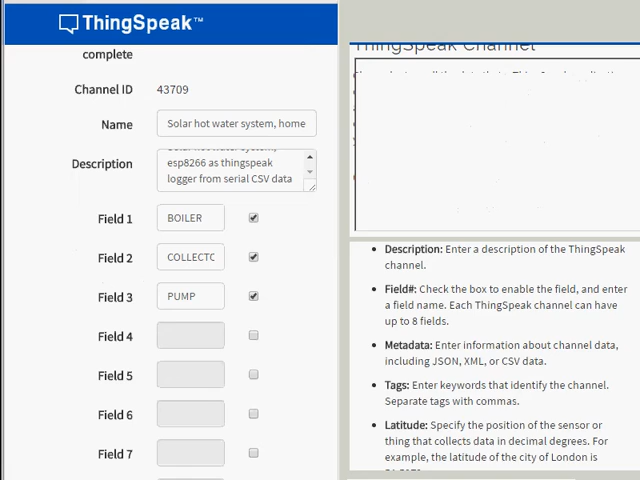 ThingSpeak™
complete
Channel ID 43709
Name Solar hot water system, home
Description
esp8266 as thingspeak
logger from serial CSV data
Field 1 BOILER
Field 2 COLLECTO
Field 3 PUMP
Field 4
Field 5
Field 6
Field 7
ThingSpeak Channel
Description: Enter a description of the ThingSpeak
channel.
Field#: Check the box to enable the field, and enter
a field name. Each ThingSpeak channel can have
up to 8 fields.
Metadata: Enter information about channel data,
including JSON, XML, or CSV data.
Tags: Enter keywords that identify the channel.
Separate tags with commas.
Latitude: Specify the position of the sensor or
thing that collects data in decimal degrees. For
example, the latitude of the city of London is